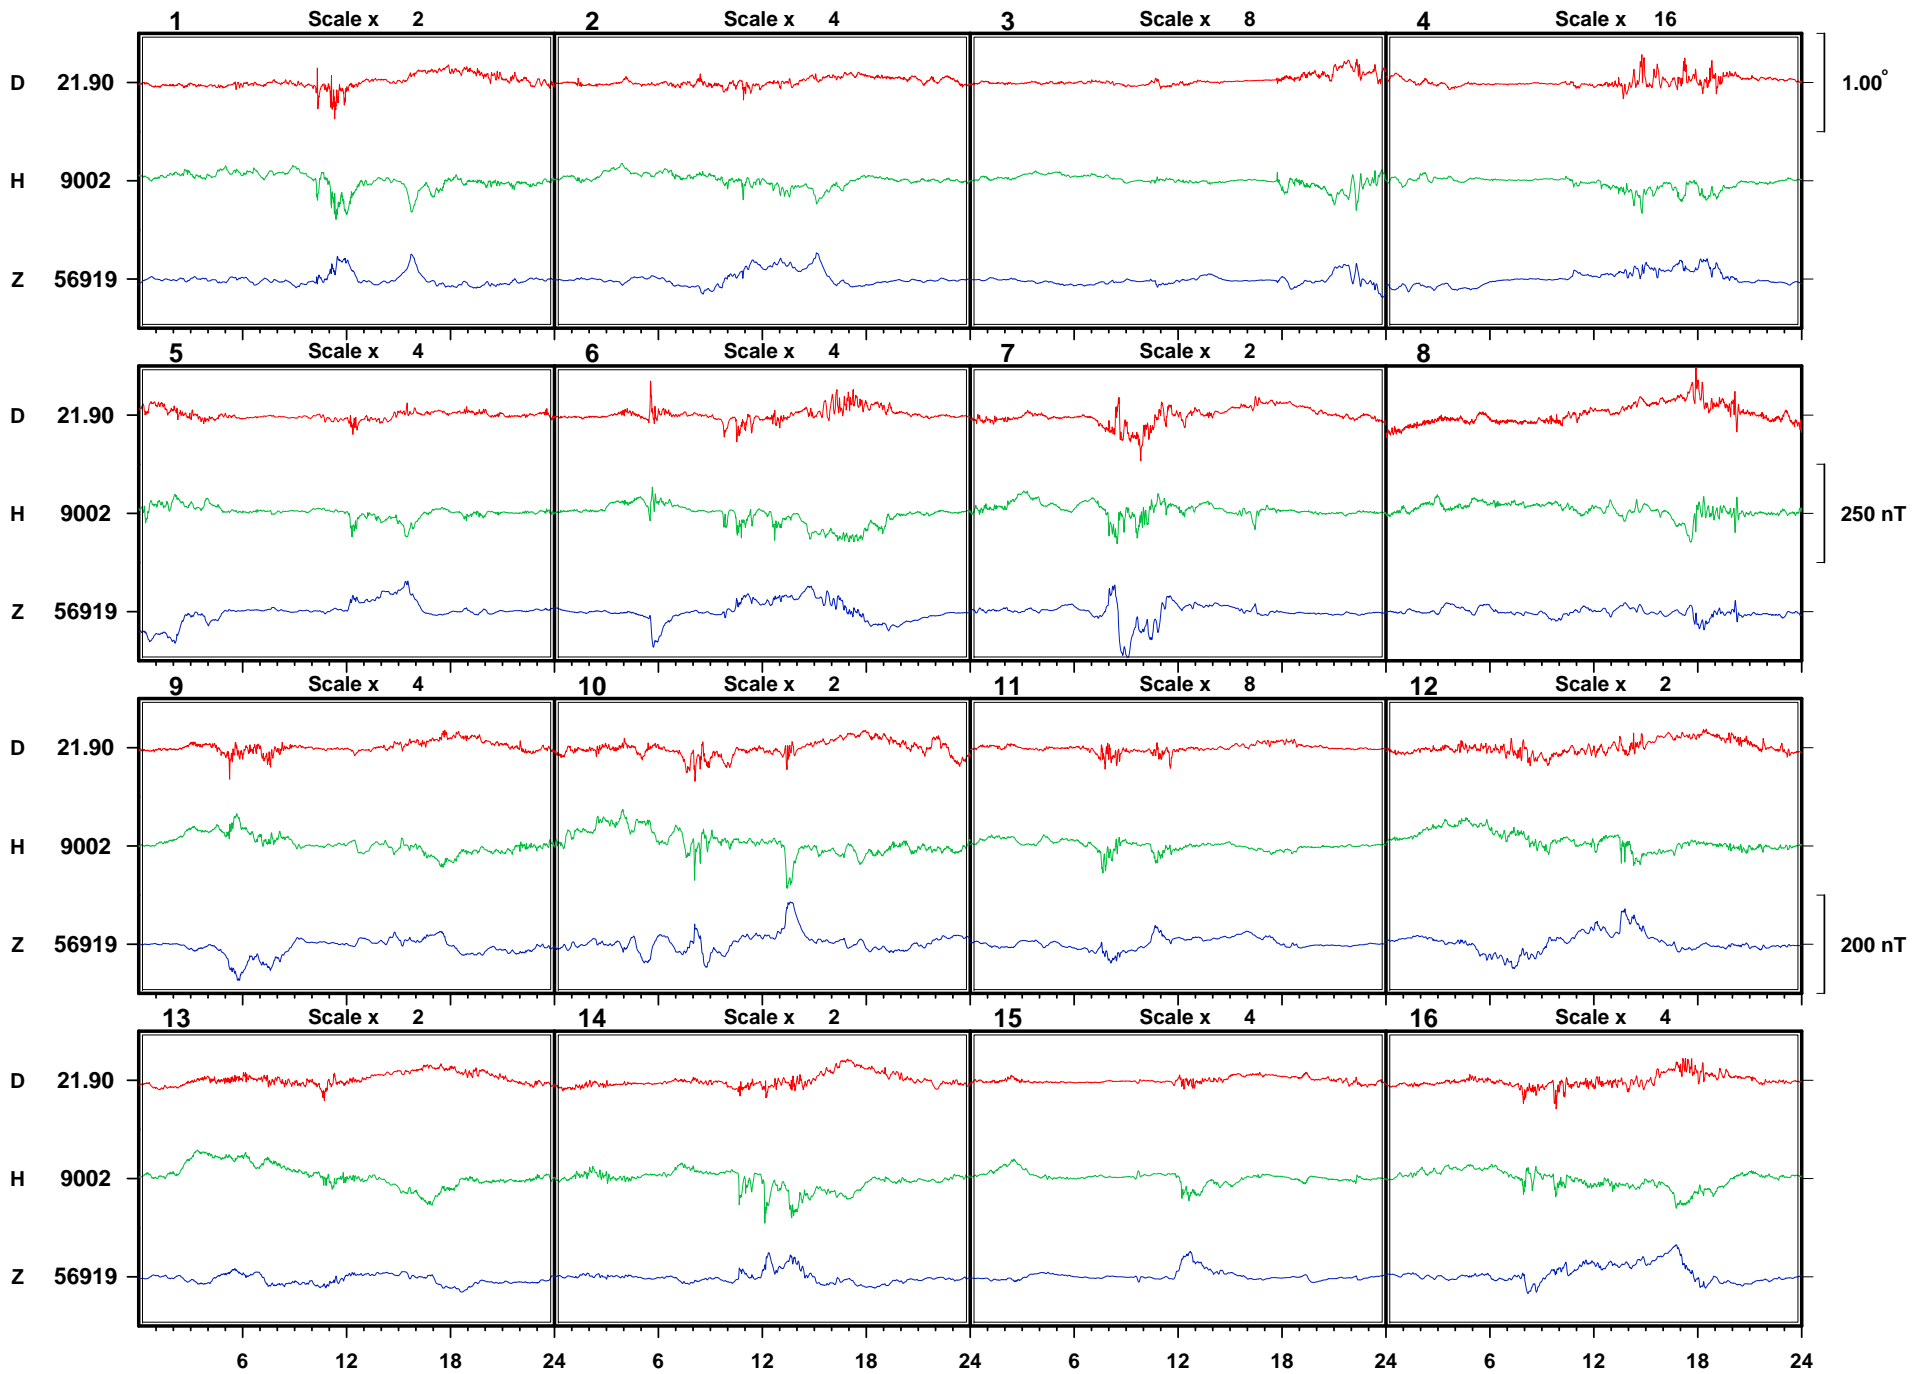 1 Scale x 2 2 Scale x 4 3 Scale x 8 4 Scale x 16
D 21.90 1.00°
H 9002
Z 56919
5 Scale x 4 6 Scale x 4 7 Scale x 2 8
D 21.90
H 9002 250 nT
Z 56919
9 Scale x 4 10 Scale x 2 11 Scale x 8 12 Scale x 2
D 21.90
H 9002
Z 56919 200 nT
13 Scale x 2 14 Scale x 2 15 Scale x 4 16 Scale x 4
D 21.90
H 9002
Z 56919
6 12 18 24 6 12 18 24 6 12 18 24 6 12 18 24